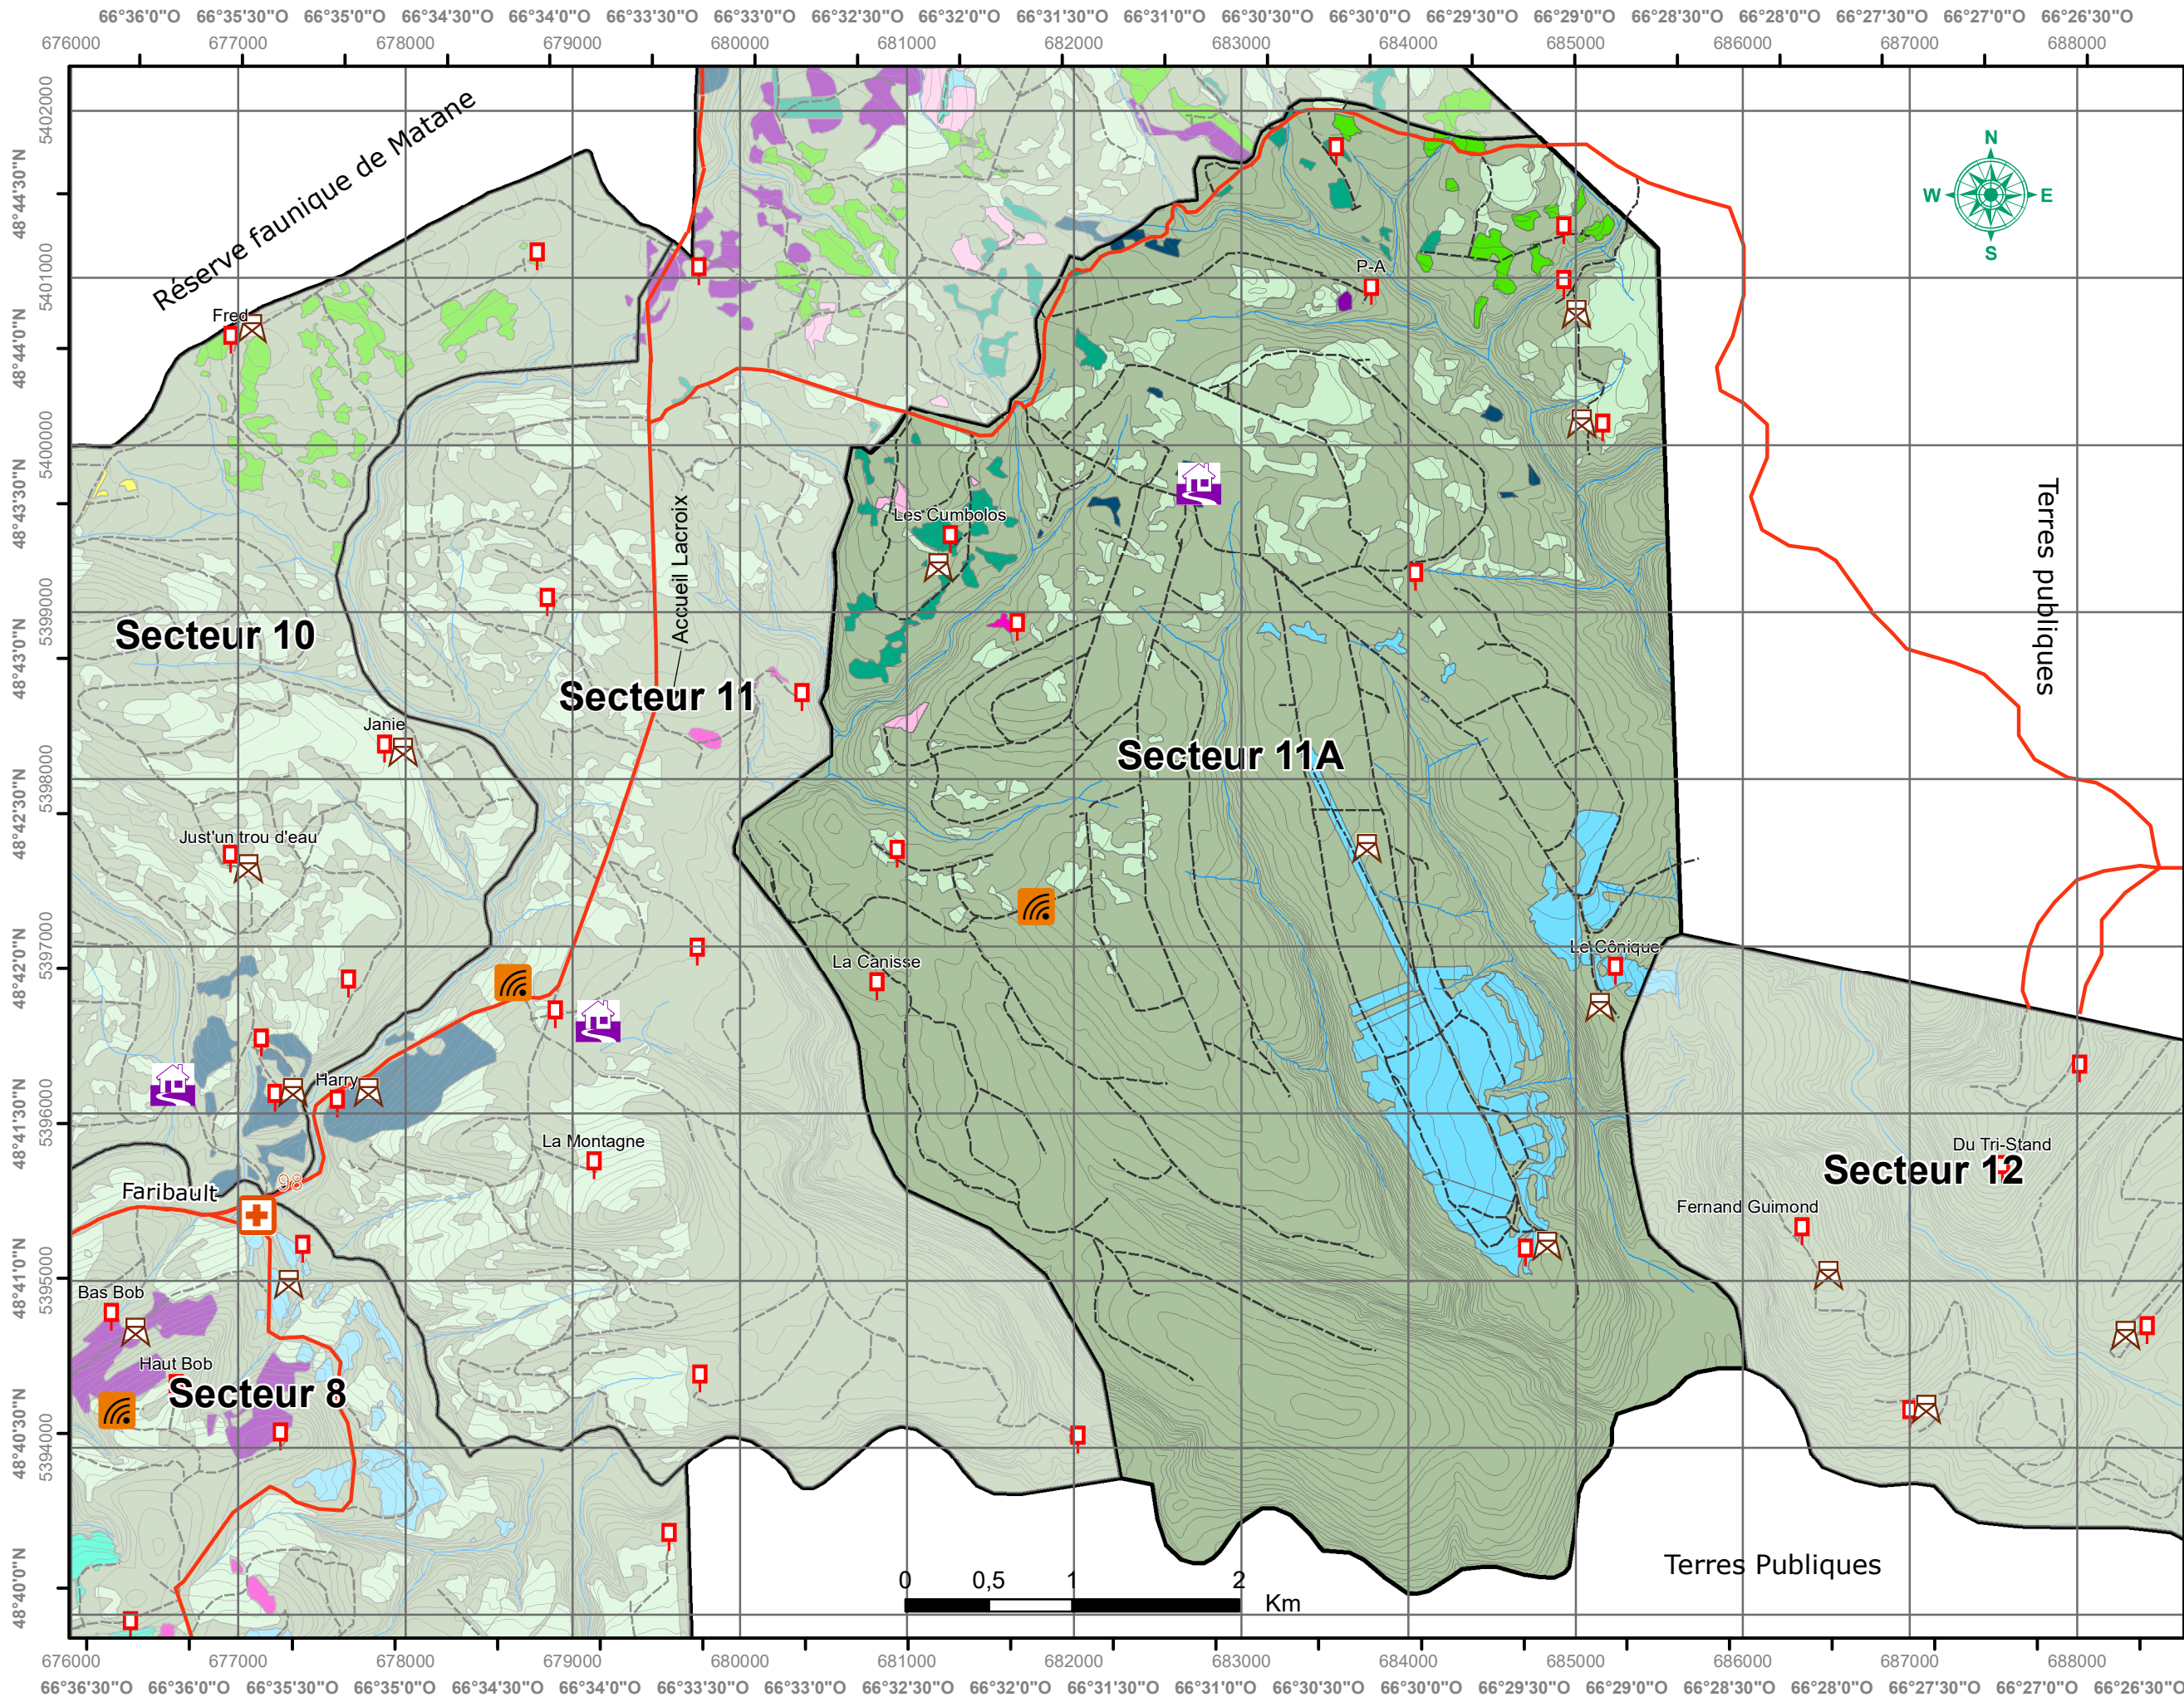 66°36'0"O 66°35'30"O 66°35'0"O 66°34'30"O 66°34'0"O 66°33'30"O 66°33'0"O 66°32'30"O 66°32'0"O 66°31'30"O 66°31'0"O 66°30'30"O 66°30'0"O 66°29'30"O 66°29'0"O 66°28'30"O 66°28'0"O 66°27'30"O 66°27'0"O 66°26'30"O
676000 677000 678000 679000 680000 681000 682000 683000 684000 685000 686000 687000 688000
5402000
48°44'30"N
5401000
48°44'0"N
5400000
48°43'30"N
5399000
48°43'0"N
5398000
48°42'30"N
5397000
48°42'0"N
5396000
48°41'30"N
5395000
48°41'0"N
5394000
48°40'30"N
48°40'0"N
Réserve faunique de Matane
N
W E
S
P-A
Fred
Terres publiques
Accueil Lacroix
Les Cumbolos
Secteur 10
Secteur 11
Janie
Secteur 11A
Just'un trou d'eau
Le Cônique
La Canisse
Harry
La Montagne
Du Tri-Stand
Secteur 12
98
Faribault
Fernand Guimond
Bas Bob
Haut Bob
Secteur 8
Terres Publiques
0 0,5 1 2
Km
676000 677000 678000 679000 680000 681000 682000 683000 684000 685000 686000 687000 688000
66°36'30"O 66°36'0"O 66°35'30"O 66°35'0"O 66°34'30"O 66°34'0"O 66°33'30"O 66°33'0"O 66°32'30"O 66°32'0"O 66°31'30"O 66°31'0"O 66°30'30"O 66°30'0"O 66°29'30"O 66°29'0"O 66°28'30"O 66°28'0"O 66°27'30"O 66°27'0"O 66°26'30"O